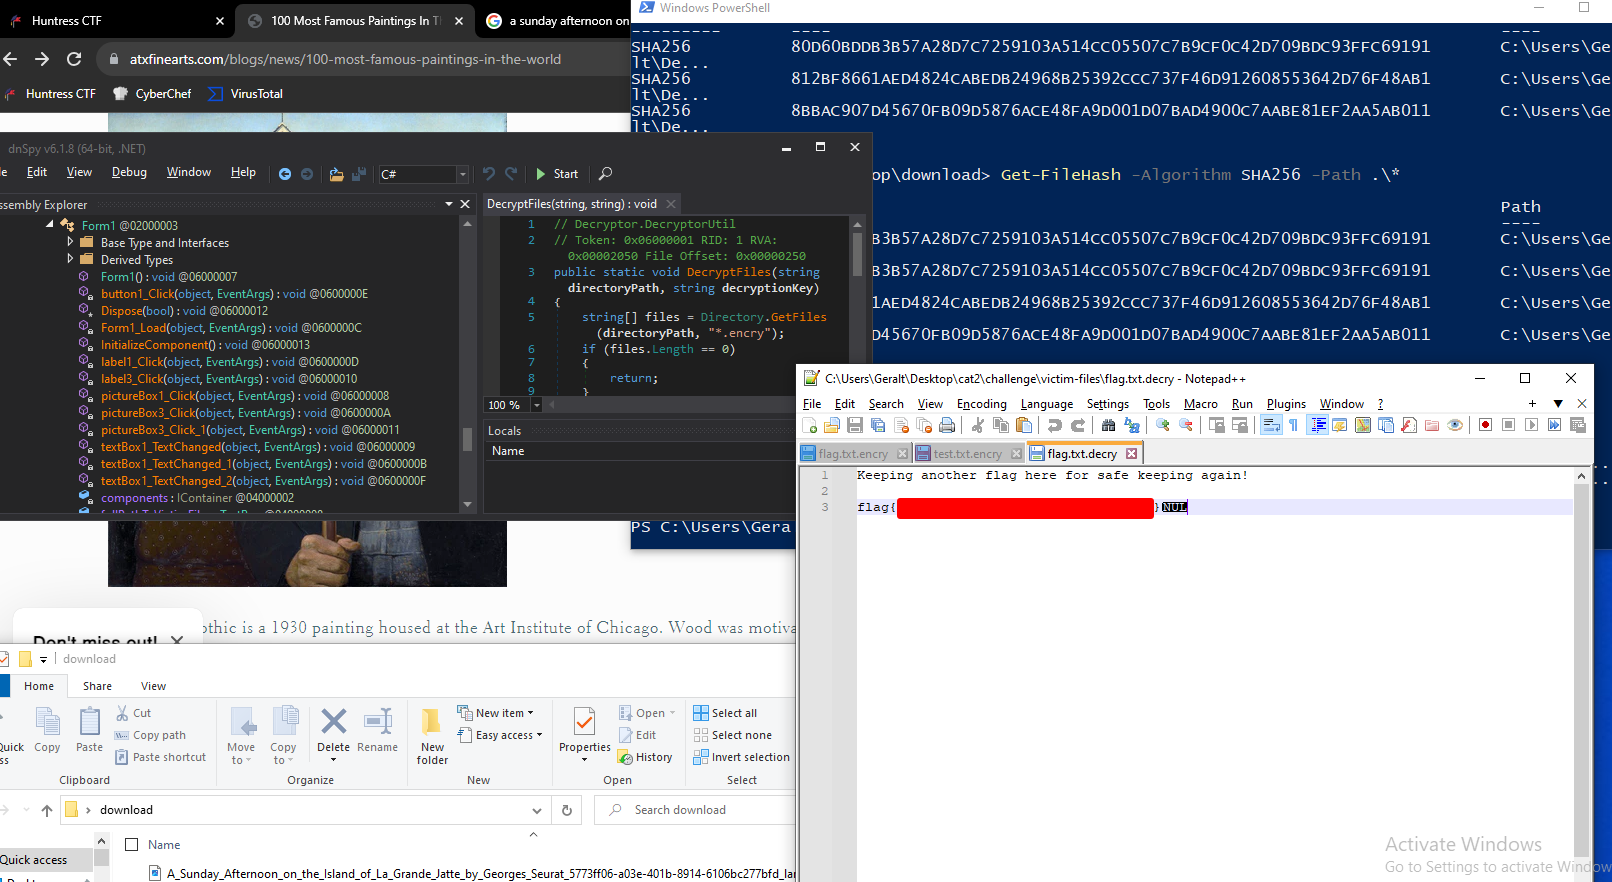 Huntress CTF
100 Most Famous Paintings In T
a sunday afternoon on
atxfinearts.com/blogs/news/100-most-famous-paintings-in-the-world
Huntress CTF
CyberChef
VirusTotal
Windows PowerShell
SHA256 80D60BDDB3B57A28D7C7259103A514CC05507C7B9CF0C42D709BDC93FFC69191 C:\Users\Ge
lt\De...
SHA256 812BF8661AED4824CABEDB24968B25392CCC737F46D912608553642D76F48AB1 C:\Users\Ge
lt\De...
SHA256 8BBAC907D45670FB09D5876ACE48FA9D001D07BAD4900C7AABE81EF2AA5AB011 C:\Users\Ge
lt\De...
op\download> Get-FileHash -Algorithm SHA256 -Path .\*
Path
----
B3B57A28D7C7259103A514CC05507C7B9CF0C42D709BDC93FFC69191 C:\Users\Ge
B3B57A28D7C7259103A514CC05507C7B9CF0C42D709BDC93FFC69191 C:\Users\Ge
1AED4824CABEDB24968B25392CCC737F46D912608553642D76F48AB1 C:\Users\Ge
D45670FB09D5876ACE48FA9D001D07BAD4900C7AABE81EF2AA5AB011 C:\Users\Ge
PS C:\Users\Gera
dnSpy v6.1.8 (64-bit, .NET)
le Edit View Debug Window Help C# Start
ssembly Explorer
Form1 @02000003
Base Type and Interfaces
Derived Types
Form1() : void @06000007
button1_Click(object, EventArgs) : void @0600000E
Dispose(bool) : void @06000012
Form1_Load(object, EventArgs) : void @0600000C
InitializeComponent() : void @06000013
label1_Click(object, EventArgs) : void @0600000D
label3_Click(object, EventArgs) : void @06000010
pictureBox1_Click(object, EventArgs) : void @06000008
pictureBox3_Click(object, EventArgs) : void @0600000A
pictureBox3_Click_1(object, EventArgs) : void @06000011
textBox1_TextChanged(object, EventArgs) : void @06000009
textBox1_TextChanged_1(object, EventArgs) : void @0600000B
textBox1_TextChanged_2(object, EventArgs) : void @0600000F
components : IContainer @04000002
DecryptFiles(string, string) : void
1 // Decryptor.DecryptorUtil
2 // Token: 0x06000001 RID: 1 RVA:
0x00002050 File Offset: 0x00000250
3 public static void DecryptFiles(string
directoryPath, string decryptionKey)
4 {
5 string[] files = Directory.GetFiles
(directoryPath, "*.encry");
6 if (files.Length == 0)
7 {
8 return;
9 }
100 %
Locals
Name
C:\Users\Geralt\Desktop\cat2\challenge\victim-files\flag.txt.decry - Notepad++
File Edit Search View Encoding Language Settings Tools Macro Run Plugins Window ?
flag.txt.encry
test.txt.encry
flag.txt.decry
1 Keeping another flag here for safe keeping again!
2
3 flag{ }NUL
Don't miss out!
othic is a 1930 painting housed at the Art Institute of Chicago. Wood was motiva
download
Home Share View
Quick
ss
Copy
Paste
Cut
Copy path
Paste shortcut
Clipboard
Move
to
Copy
to
Delete
Rename
Organize
New
folder
New item
Easy access
New
Properties
Open
Edit
History
Open
Select all
Select none
Invert selection
Select
download
Search download
Quick access
Name
A_Sunday_Afternoon_on_the_Island_of_La_Grande_Jatte_by_Georges_Seurat_5773ff06-a03e-401b-8914-6106bc277bfd_lar
Activate Windows
Go to Settings to activate Window